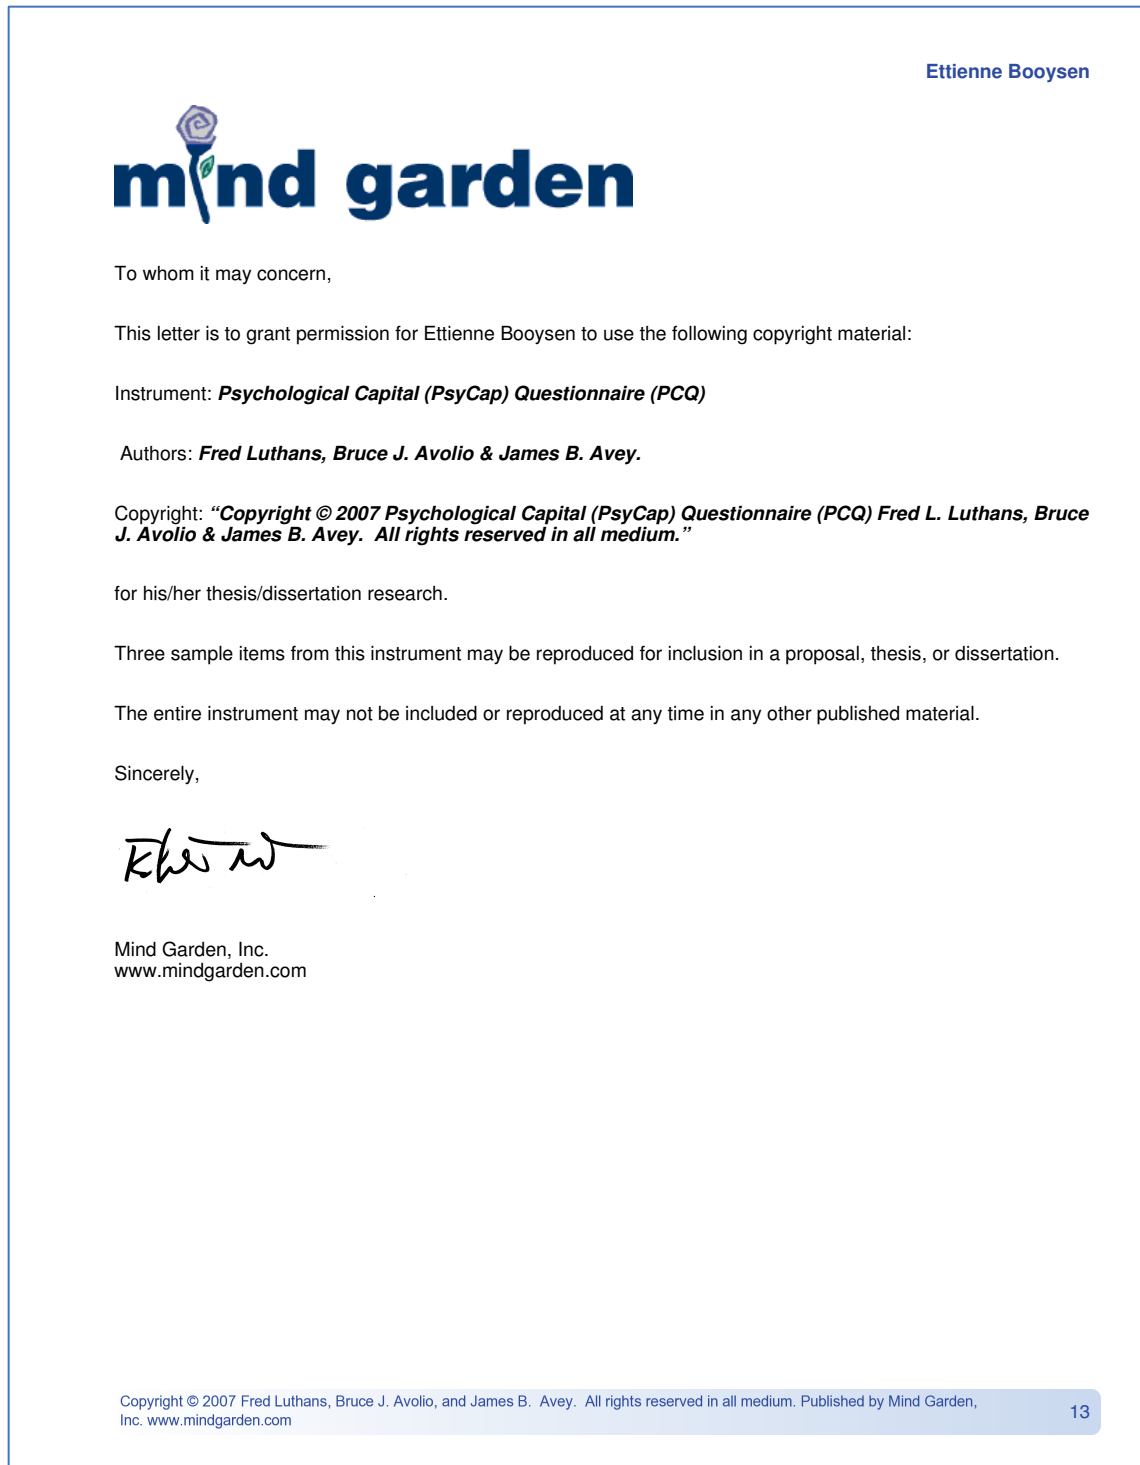 Ettienne Booysen
mind garden
To whom it may concern,
This letter is to grant permission for Ettienne Booysen to use the following copyright material:
Instrument: Psychological Capital (PsyCap) Questionnaire (PCQ)
Authors: Fred Luthans, Bruce J. Avolio & James B. Avey.
Copyright: “Copyright © 2007 Psychological Capital (PsyCap) Questionnaire (PCQ) Fred L. Luthans, Bruce
J. Avolio & James B. Avey.  All rights reserved in all medium.”
for his/her thesis/dissertation research.
Three sample items from this instrument may be reproduced for inclusion in a proposal, thesis, or dissertation.
The entire instrument may not be included or reproduced at any time in any other published material.
Sincerely,
Mind Garden, Inc.
www.mindgarden.com
Copyright © 2007 Fred Luthans, Bruce J. Avolio, and James B.  Avey.  All rights reserved in all medium. Published by Mind Garden,
Inc. www.mindgarden.com
13